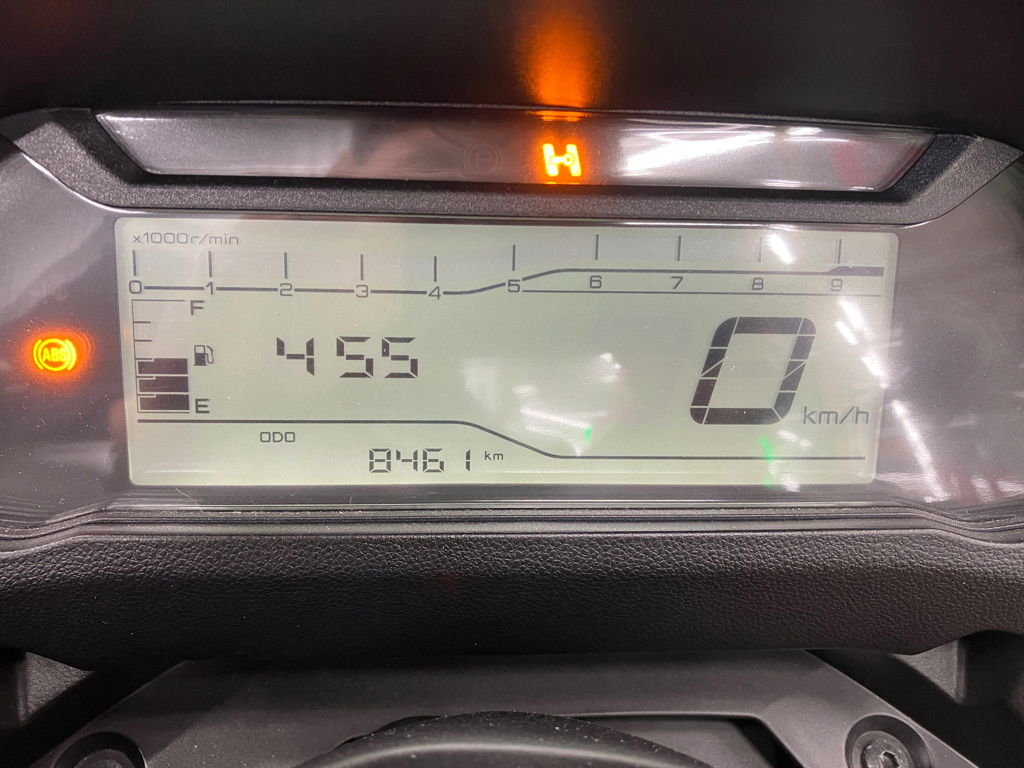 x1000r/min
0 1 2 3 4 5 6 7 8 9
F
ABS
455
0
E
km/h
ODO
8461 km